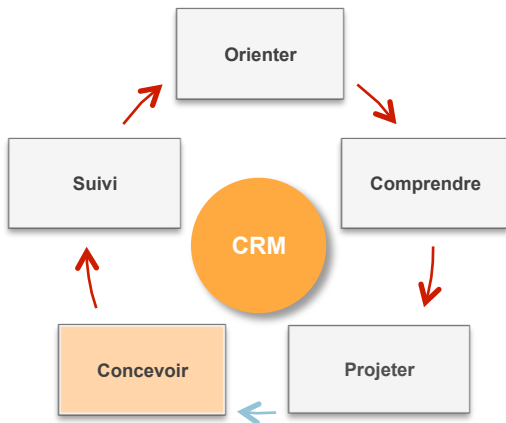 Orienter
Suivi
Comprendre
CRM
Concevoir
Projeter